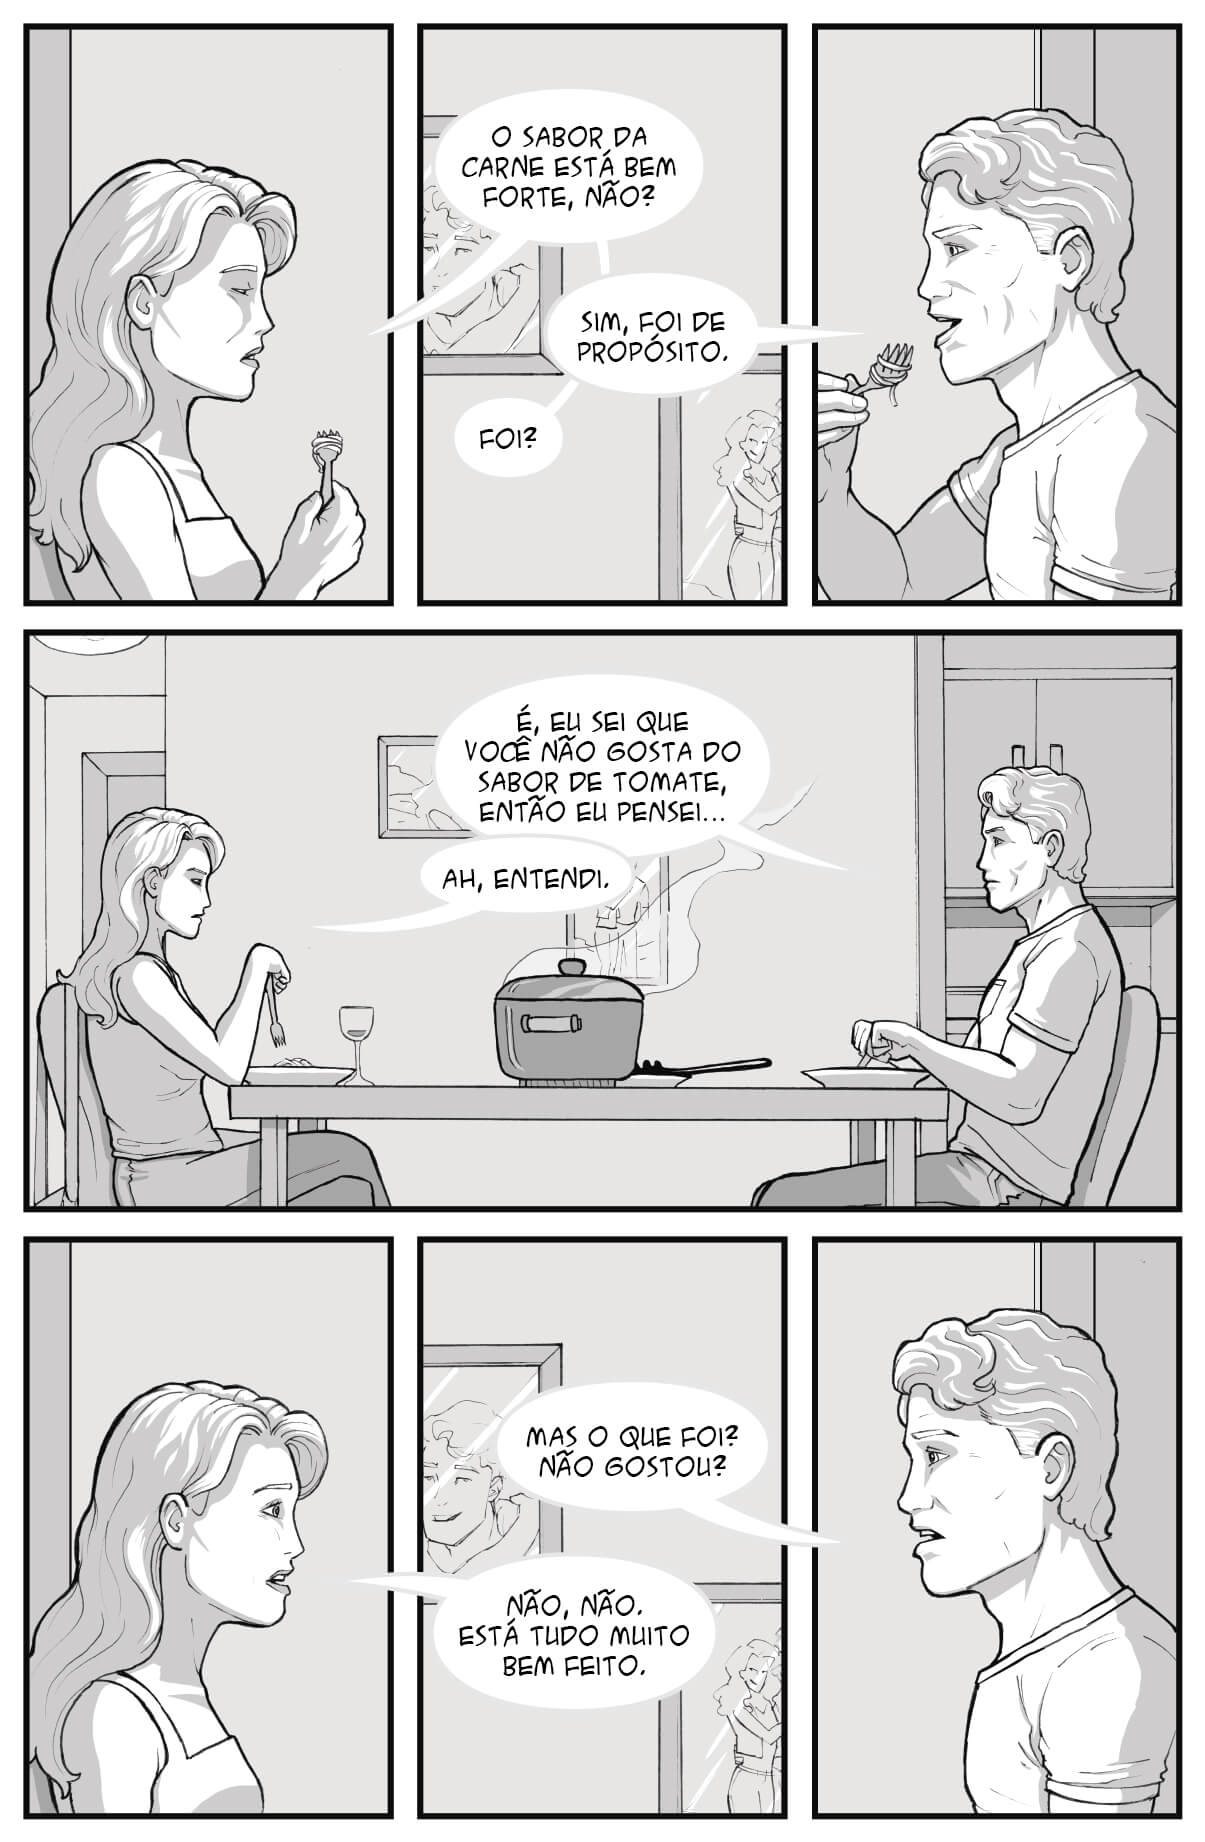 O SABOR DA
CARNE ESTÁ BEM
FORTE, NÃO?
SIM, FOI DE
PROPÓSITO.
FOI?
É, EU SEI QUE
VOCÊ NÃO GOSTA DO
SABOR DE TOMATE,
ENTÃO EU PENSEI...
AH, ENTENDI.
MAS O QUE FOI?
NÃO GOSTOU?
NÃO, NÃO.
ESTÁ TUDO MUITO
BEM FEITO.